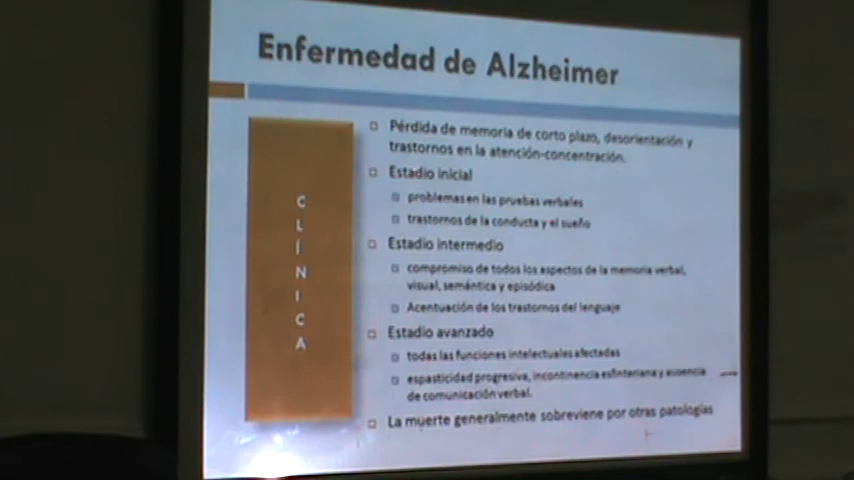 Enfermedad de Alzheimer
CLÍNICA
Pérdida de memoria de corto plazo, desorientación y
trastornos en la atención-concentración.
Estadio inicial
problemas en las pruebas verbales
trastornos de la conducta y el sueño
Estadio intermedio
compromiso de todos los aspectos de la memoria verbal,
visual, semántica y episódica
Acentuación de los trastornos del lenguaje
Estadio avanzado
todas las funciones intelectuales afectadas
espasticidad progresiva, incontinencia esfinteriana y ausencia
de comunicación verbal.
La muerte generalmente sobreviene por otras patologías